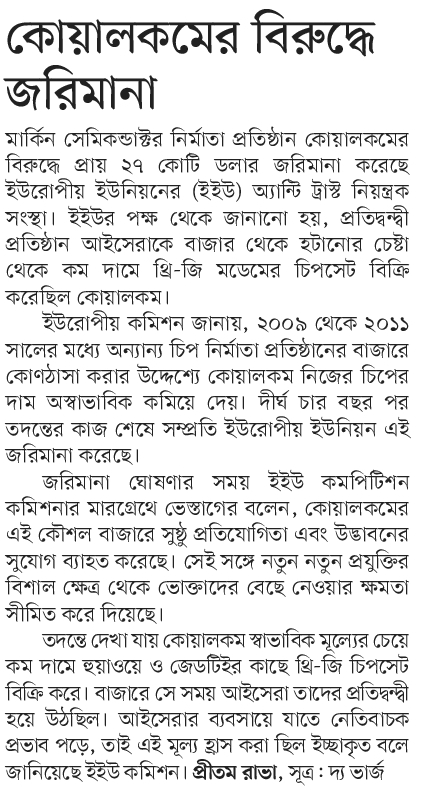 কোয়ালকমের বিরুদ্ধে
জরিমানা
মার্কিন সেমিকন্ডাক্টর নির্মাতা প্রতিষ্ঠান কোয়ালকমের
বিরুদ্ধে প্রায় ২৭ কোটি ডলার জরিমানা করেছে
ইউরোপীয় ইউনিয়নের (ইইউ) অ্যান্টি ট্রাস্ট নিয়ন্ত্রক
সংস্থা। ইইউর পক্ষ থেকে জানানো হয়, প্রতিদ্বন্দ্বী
প্রতিষ্ঠান আইসেরাকে বাজার থেকে হটানোর চেষ্টা
থেকে কম দামে থ্রি-জি মডেমের চিপসেট বিক্রি
করেছিল কোয়ালকম।
ইউরোপীয় কমিশন জানায়, ২০০৯ থেকে ২০১১
সালের মধ্যে অন্যান্য চিপ নির্মাতা প্রতিষ্ঠানের বাজারে
কোণঠাসা করার উদ্দেশ্যে কোয়ালকম নিজের চিপের
দাম অস্বাভাবিক কমিয়ে দেয়। দীর্ঘ চার বছর পর
তদন্তের কাজ শেষে সম্প্রতি ইউরোপীয় ইউনিয়ন এই
জরিমানা করেছে।
জরিমানা ঘোষণার সময় ইইউ কমপিটিশন
কমিশনার মারগ্রেথে ভেস্তাগের বলেন, কোয়ালকমের
এই কৌশল বাজারে সুষ্ঠু প্রতিযোগিতা এবং উদ্ভাবনের
সুযোগ ব্যাহত করেছে। সেই সঙ্গে নতুন নতুন প্রযুক্তির
বিশাল ক্ষেত্র থেকে ভোক্তাদের বেছে নেওয়ার ক্ষমতা
সীমিত করে দিয়েছে।
তদন্তে দেখা যায় কোয়ালকম স্বাভাবিক মূল্যের চেয়ে
কম দামে হুয়াওয়ে ও জেডটিইর কাছে থ্রি-জি চিপসেট
বিক্রি করে। বাজারে সে সময় আইসেরা তাদের প্রতিদ্বন্দ্বী
হয়ে উঠছিল। আইসেরার ব্যবসায়ে যাতে নেতিবাচক
প্রভাব পড়ে, তাই এই মূল্য হ্রাস করা ছিল ইচ্ছাকৃত বলে
জানিয়েছে ইইউ কমিশন। প্রীতম রাভা, সূত্র : দ্য ভার্জ